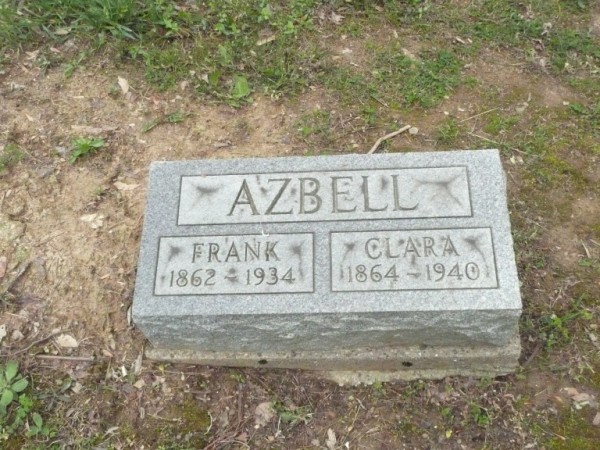 AZBELL
FRANK
1862 - 1934
CLARA
1864 - 1940